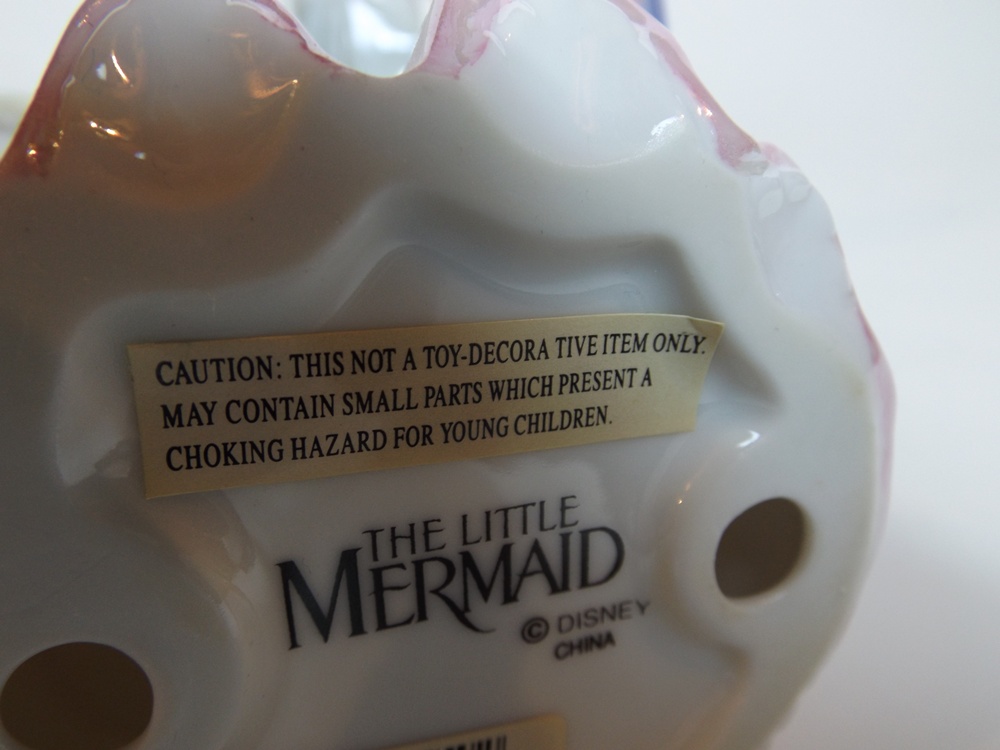 CAUTION: THIS NOT A TOY-DECORA TIVE ITEM ONLY.
MAY CONTAIN SMALL PARTS WHICH PRESENT A
CHOKING HAZARD FOR YOUNG CHILDREN.
THE LITTLE
MERMAID
© DISNEY
CHINA